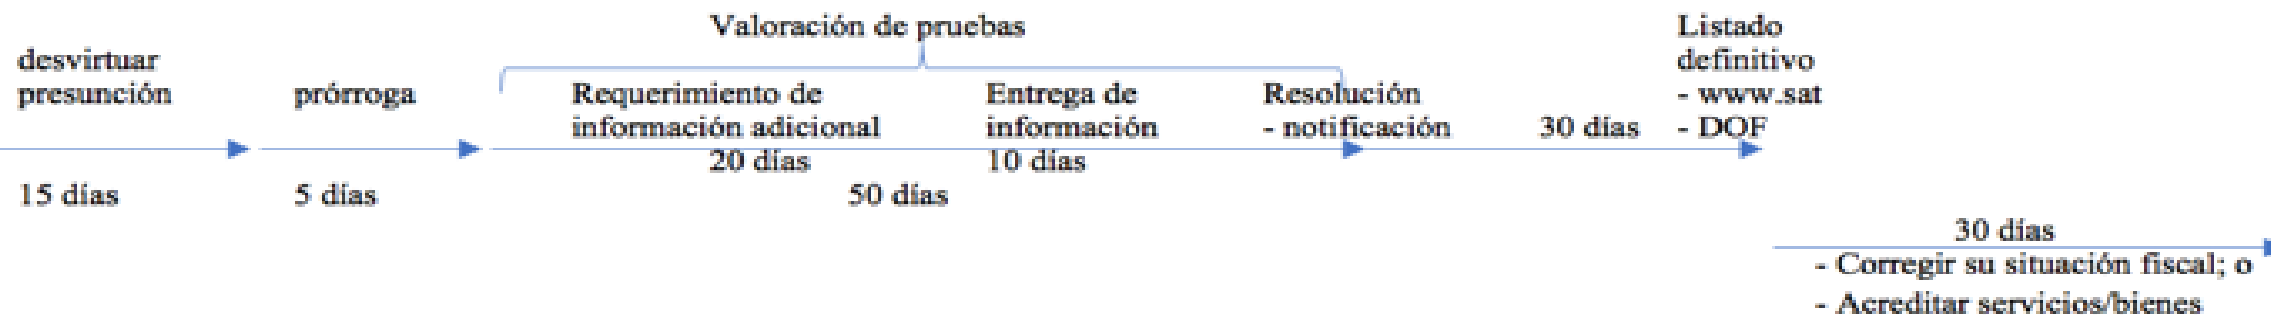 Valoración de pruebas
desvirtuar
presunción
prórroga
Requerimiento de
información adicional
Entrega de
información
Resolución
- notificación
30 días
Listado
definitivo
- www.sat
- DOF
15 días
5 días
20 días
10 días
50 días
30 días
- Corregir su situación fiscal; o
- Acreditar servicios/bienes